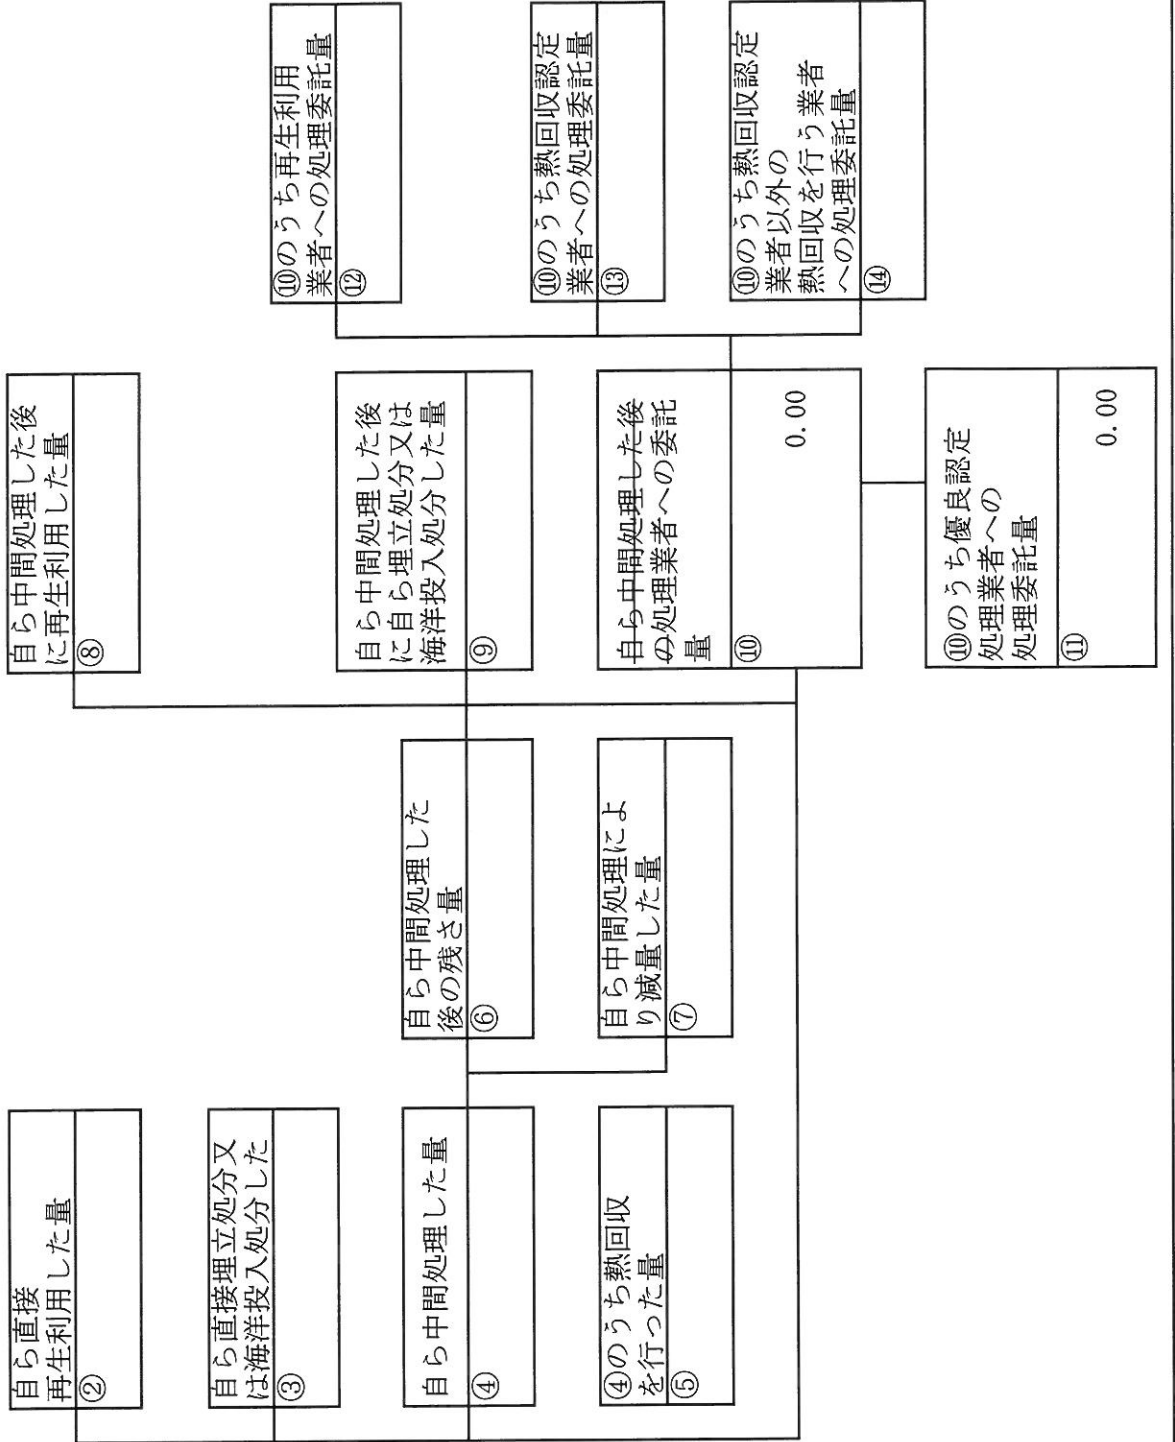 自ら直接
再生利用した量
②
自ら直接埋立処分又
は海洋投入処分した
③
自ら中間処理した量
④
④のうち熱回収
を行った量
⑤
自ら中間処理した
後の残さ量
⑥
自ら中間処理によ
り減量した量
⑦
自ら中間処理した後
に再生利用した量
⑧
自ら中間処理した後
に自ら埋立処分又は
海洋投入処分した量
⑨
自ら中間処理した後
の処理業者への委託
量
⑩
0.00
⑩のうち優良認定
処理業者への
処理委託量
⑪
0.00
⑩のうち再生利用
業者への処理委託量
⑫
⑩のうち熱回収認定
業者への処理委託量
⑬
⑩のうち熱回収認定
業者以外の
熱回収を行う業者
への処理委託量
⑭